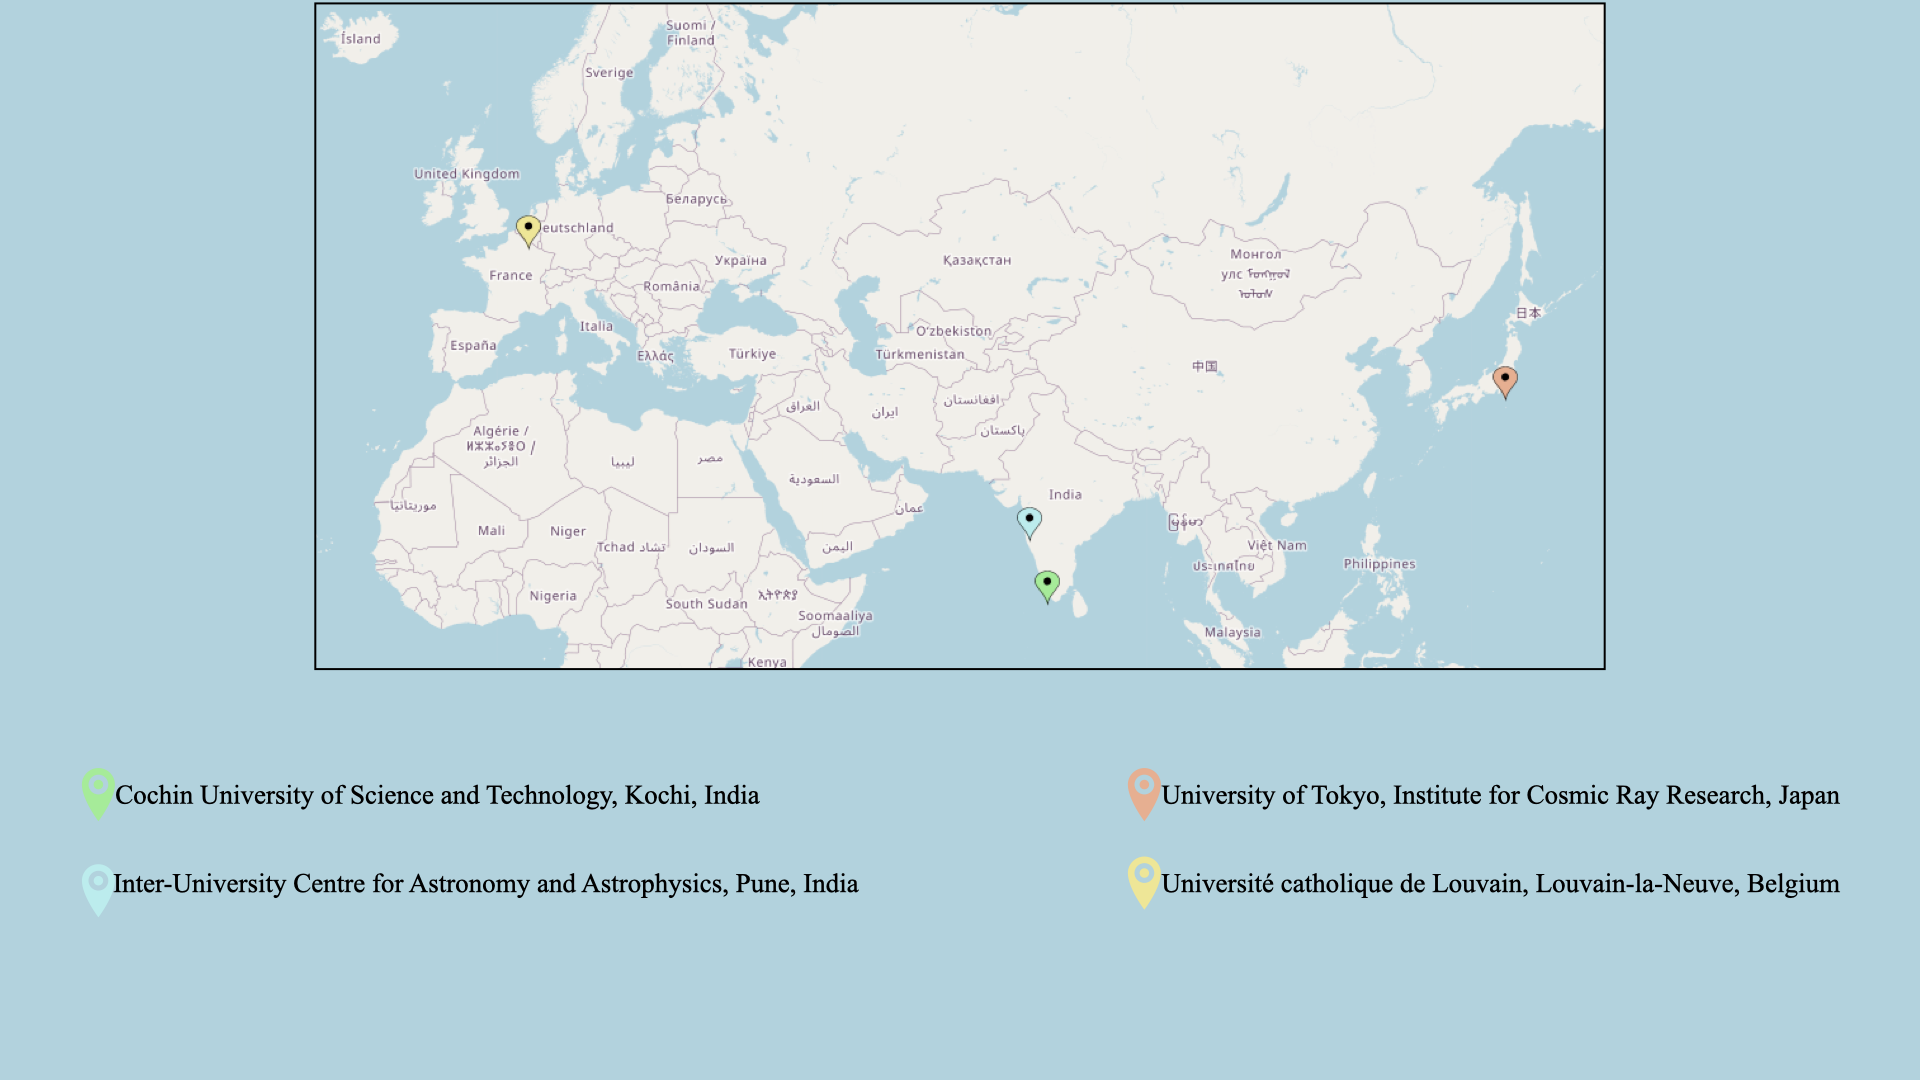 Ísland
Suomi /
Finland
Sverige
United Kingdom
Беларусь
eutschland
Україна
Қазақстан
Монгол
улс
France
România
日本
Italia
Oʻzbekiston
España
Ελλάς
Türkiye
Türkmenistan
中国
افغانستان
العراق
ایران
پاکستان
Algérie /
ⵍⵣⵣⴰⵢⴻⵔ /
الجزائر
ليبيا
مصر
السعودية
India
موريتانيا
عمان
Mali
Niger
Tchad تشاد
السودان
اليمن
Việt Nam
ประเทศไทย
Philippines
Nigeria
South Sudan
ኢትዮጵያ
Soomaaliya
الصومال
Malaysia
Kenya
Cochin University of Science and Technology, Kochi, India
University of Tokyo, Institute for Cosmic Ray Research, Japan
Inter-University Centre for Astronomy and Astrophysics, Pune, India
Université catholique de Louvain, Louvain-la-Neuve, Belgium